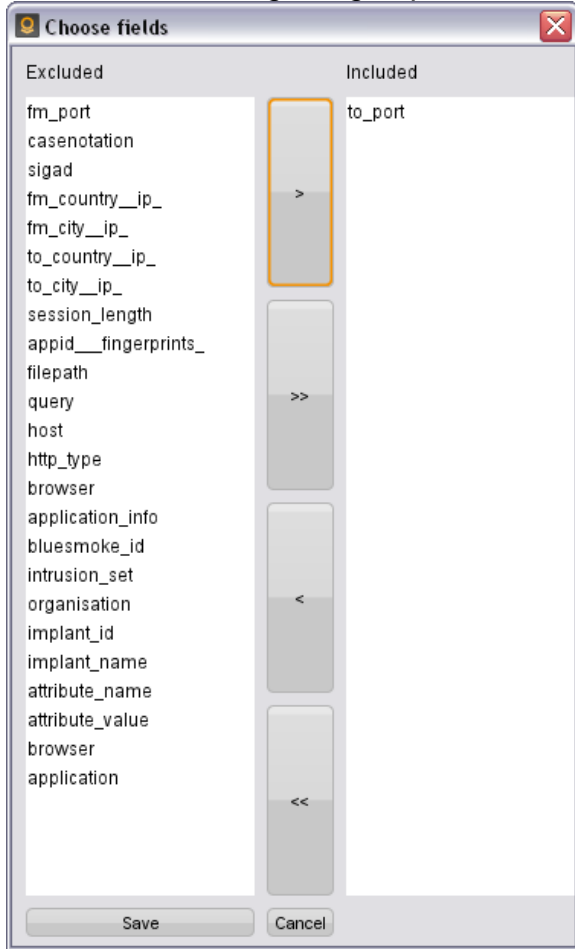 Choose fields
Excluded
Included
fm_port
casenotation
sigad
fm_country__ip_
fm_city__ip_
to_country__ip_
to_city__ip_
session_length
appid___fingerprints_
filepath
query
host
http_type
browser
application_info
bluesmoke_id
intrusion_set
organisation
implant_id
implant_name
attribute_name
attribute_value
browser
application
>
>>
<
<<
to_port
Save
Cancel